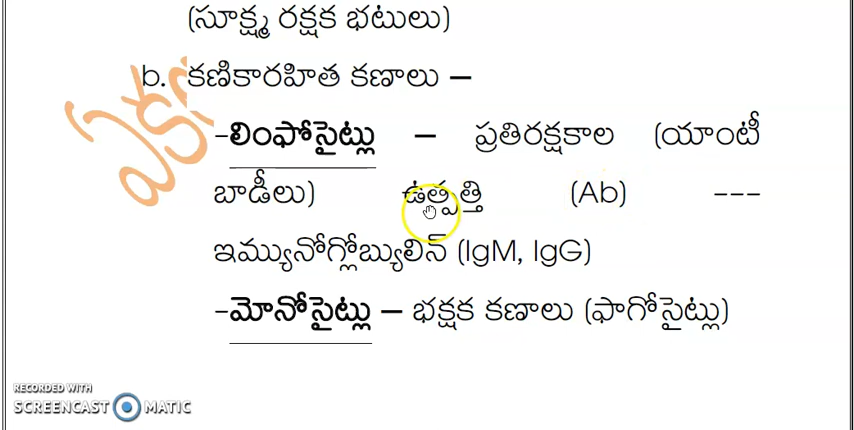 (సూక్ష్మ రక్షక భటులు)
b. కణికారహిత కణాలు –
-లింఫోసైట్లు – ప్రతిరక్షకాల (యాంటీ
బాడీలు) ఉత్పత్తి (Ab) ---
ఇమ్యునోగ్లోబ్యులిన్ (IgM, IgG)
-మోనోసైట్లు – భక్షక కణాలు (ఫాగోసైట్లు)
RECORDED WITH
SCREENCAST MATIC